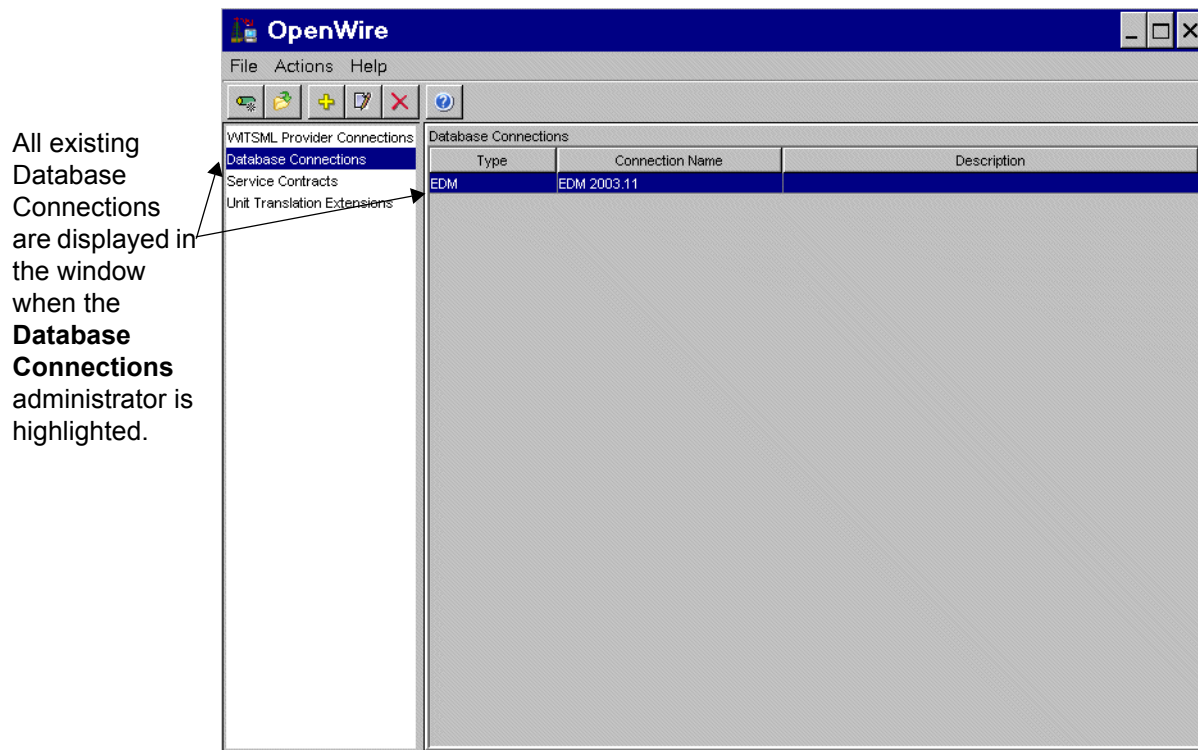 OpenWire
File Actions Help
All existing
Database
Connections
are displayed in
the window
when the
Database
Connections
administrator is
highlighted.
WITSML Provider Connections
Database Connections
Service Contracts
Unit Translation Extensions
Database Connections
Type Connection Name Description
EDM EDM 2003.11